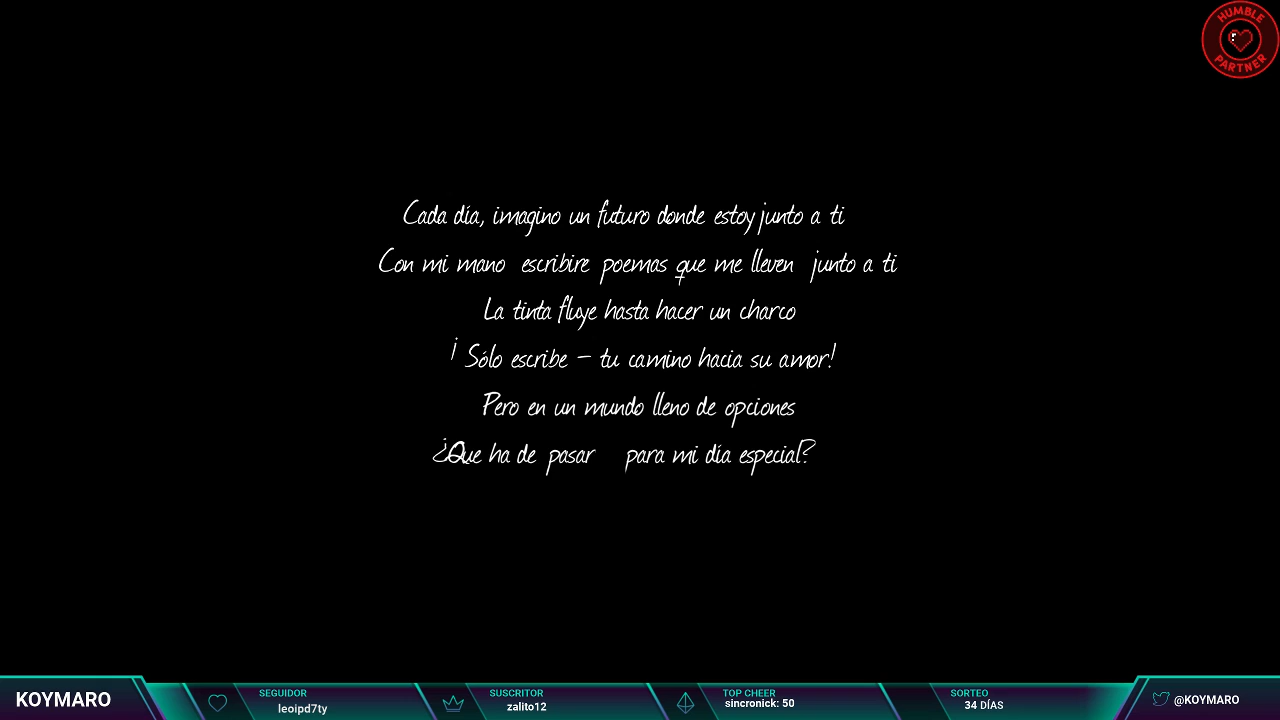 HUMBLE PARTNER
Cada día, imagino un futuro donde estoy junto a ti
Con mi mano escribire poemas que me lleven junto a ti
La tinta fluye hasta hacer un charco
¡Sólo escribe – tu camino hacia su amor!
Pero en un mundo lleno de opciones
¿Que ha de pasar para mi día especial?
KOYMARO
SEGUIDOR
leoipd7ty
SUSCRITOR
zalito12
TOP CHEER
sincronick: 50
SORTEO
34 DÍAS
@KOYMARO